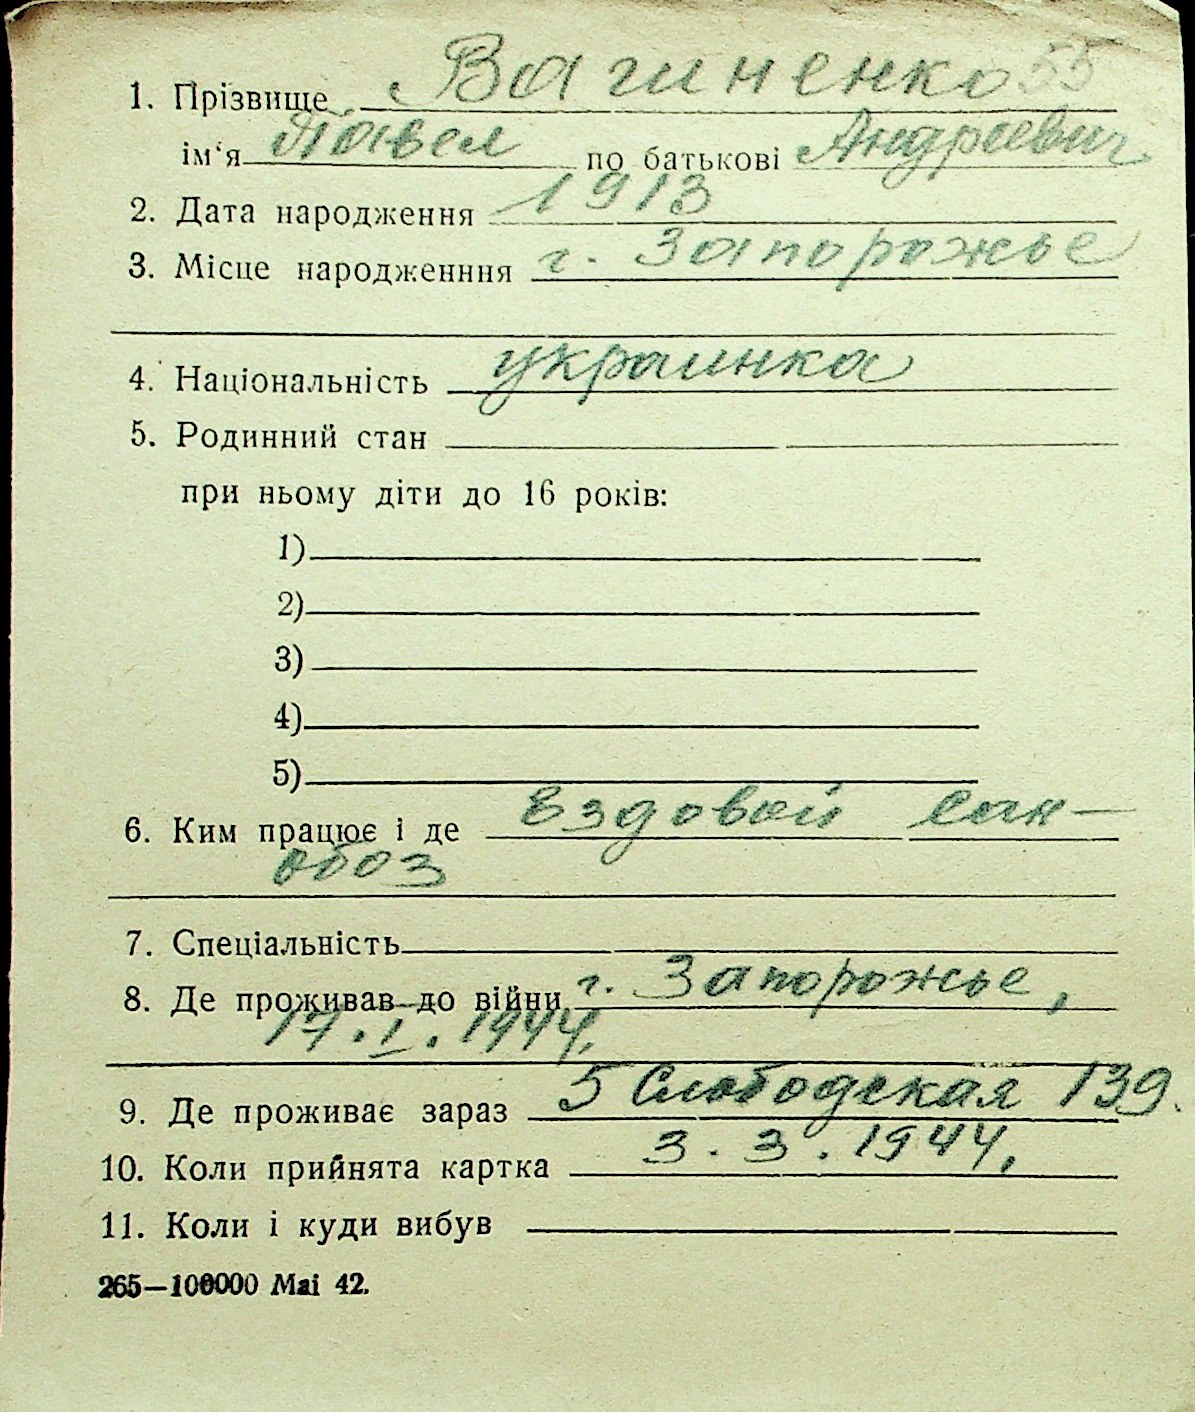 1. Прізвище Вагиненко 55
ім‘я Павел по батькові Андреевич
2. Дата народження 1913
3. Місце народженння г. Запорожье
4. Національність украинка
5. Родинний стан
при ньому діти до 16 років:
1)
2)
3)
4)
5)
6. Ким працює і де Ездовой сан-
обоз
7. Спеціальність
8. Де проживав до війни г. Запорожье,
17.I.1944.
9. Де проживає зараз 5 Слободская 139.
10. Коли прийнята картка 3.3.1944.
11. Коли і куди вибув
265—100000 Mai 42.